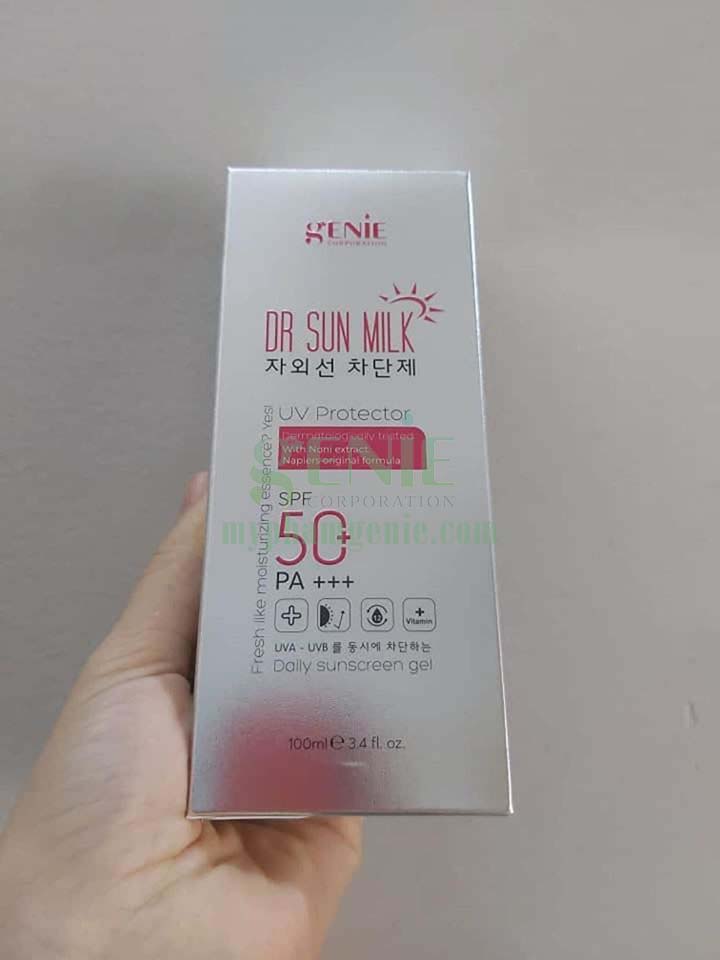 gENiE
CORPORATION
DR SUN MILK
자외선 차단제
UV Protector
Dermatologically trusted
With Noni extract
Napiers original formula
Fresh like moisturizing essence? Yes!
gENiE
CORPORATION
myphamgenie.com
SPF
50+
PA +++
+
Vitamin
UVA - UVB 를 동시에 차단하는
Daily sunscreen gel
100ml ℮ 3.4 fl. oz.